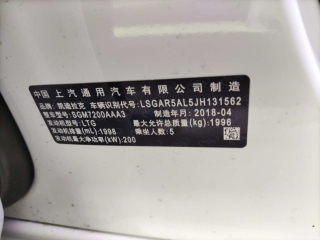 中国 上汽通用汽车有限公司 制造
品牌：凯迪拉克 车辆识别代号：LSGAR5AL5JH131562
整车型号：SGM7200AAA3 制造年月：2018-04
发动机型号：LTG 最大允许总质量(kg)：1996
发动机排量(mL)：1998 乘坐人数：5
发动机最大净功率(kW)：200